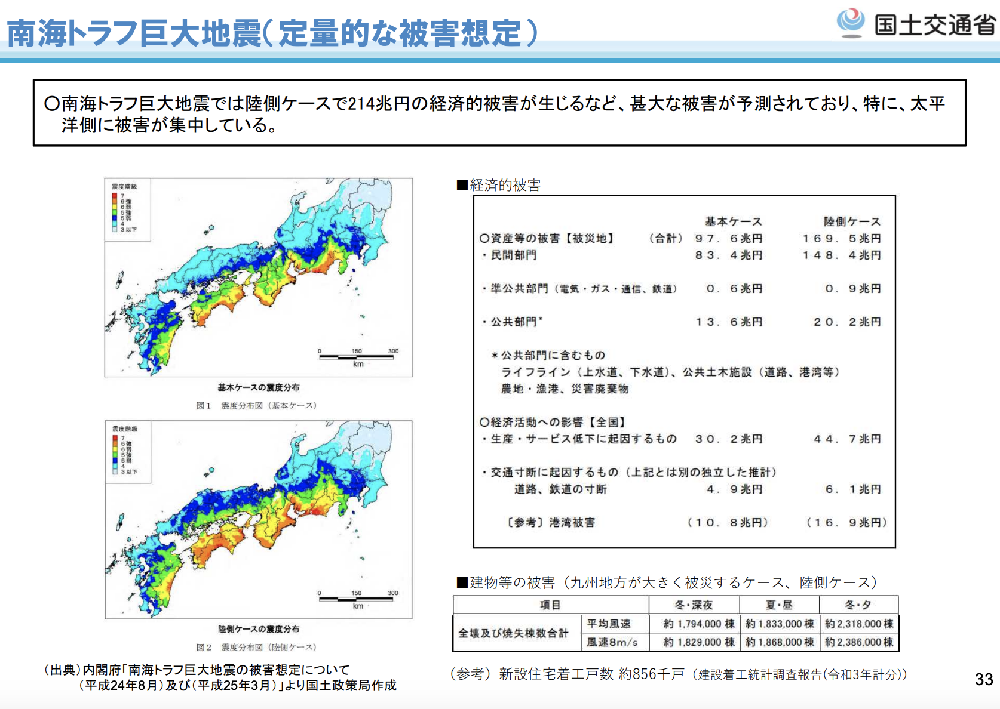 南海トラフ巨大地震（定量的な被害想定）
国土交通省
〇南海トラフ巨大地震では陸側ケースで214兆円の経済的被害が生じるなど、甚大な被害が予測されており、特に、太平
洋側に被害が集中している。
震度階級
7
6強
6弱
5強
5弱
4
3以下
0 150 300
km
基本ケースの震度分布
図1 震度分布図（基本ケース）
震度階級
7
6強
6弱
5強
5弱
4
3以下
0 150 300
km
陸側ケースの震度分布
図2 震度分布図（陸側ケース）
（出典）内閣府「南海トラフ巨大地震の被害想定について
（平成24年8月）及び（平成25年3月）」より国土政策局作成
■経済的被害
基本ケース 陸側ケース
〇資産等の被害【被災地】 （合計） 97．6兆円 169．5兆円
・民間部門 83．4兆円 148．4兆円
・準公共部門（電気・ガス・通信、鉄道） 0．6兆円 0．9兆円
・公共部門* 13．6兆円 20．2兆円
＊公共部門に含むもの
ライフライン（上水道、下水道）、公共土木施設（道路、港湾等）
農地・漁港、災害廃棄物
〇経済活動への影響【全国】
・生産・サービス低下に起因するもの 30．2兆円 44．7兆円
・交通寸断に起因するもの（上記とは別の独立した推計）
道路、鉄道の寸断 4．9兆円 6．1兆円
〔参考〕港湾被害 （10．8兆円） （16．9兆円）
■建物等の被害（九州地方が大きく被災するケース、陸側ケース）
項目 冬・深夜 夏・昼 冬・夕
全壊及び焼失棟数合計 平均風速 約 1,794,000 棟 約 1,833,000 棟 約 2,318,000 棟
風速8m/s 約 1,829,000 棟 約 1,868,000 棟 約 2,386,000 棟
（参考）新設住宅着工戸数 約856千戸（建設着工統計調査報告(令和3年計分)）
33